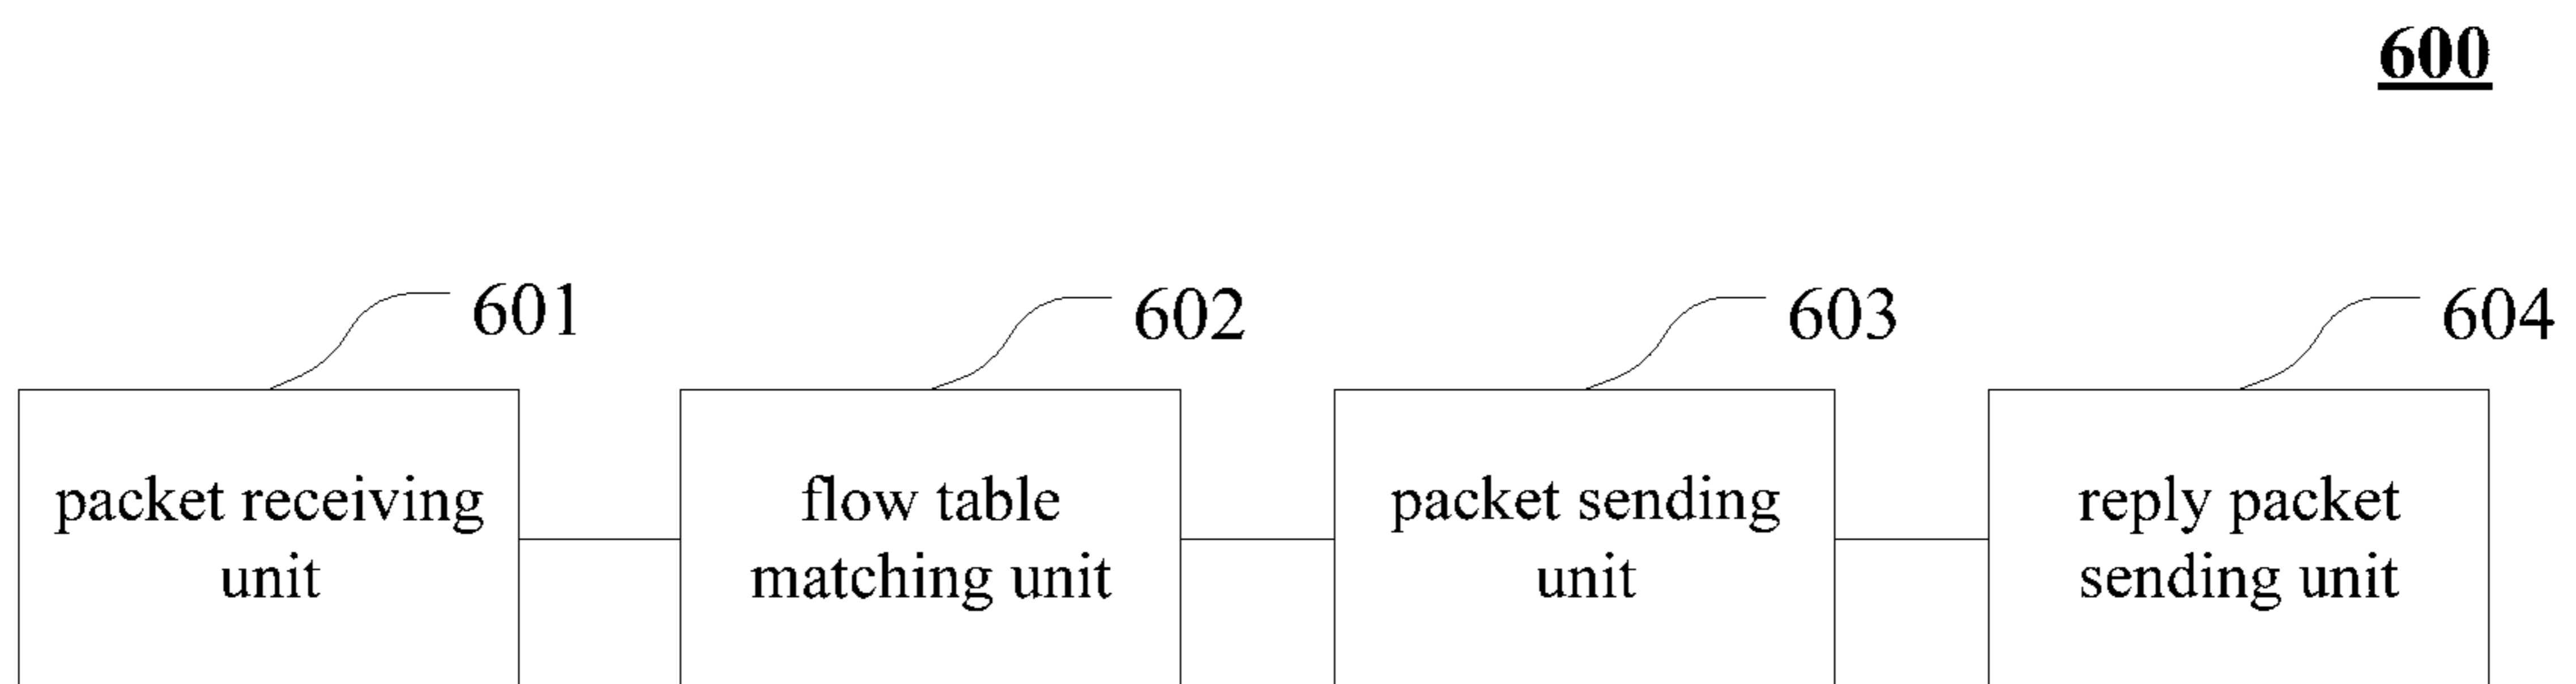 600
601
602
603
604
packet receiving
unit
flow table
matching unit
packet sending
unit
reply packet
sending unit